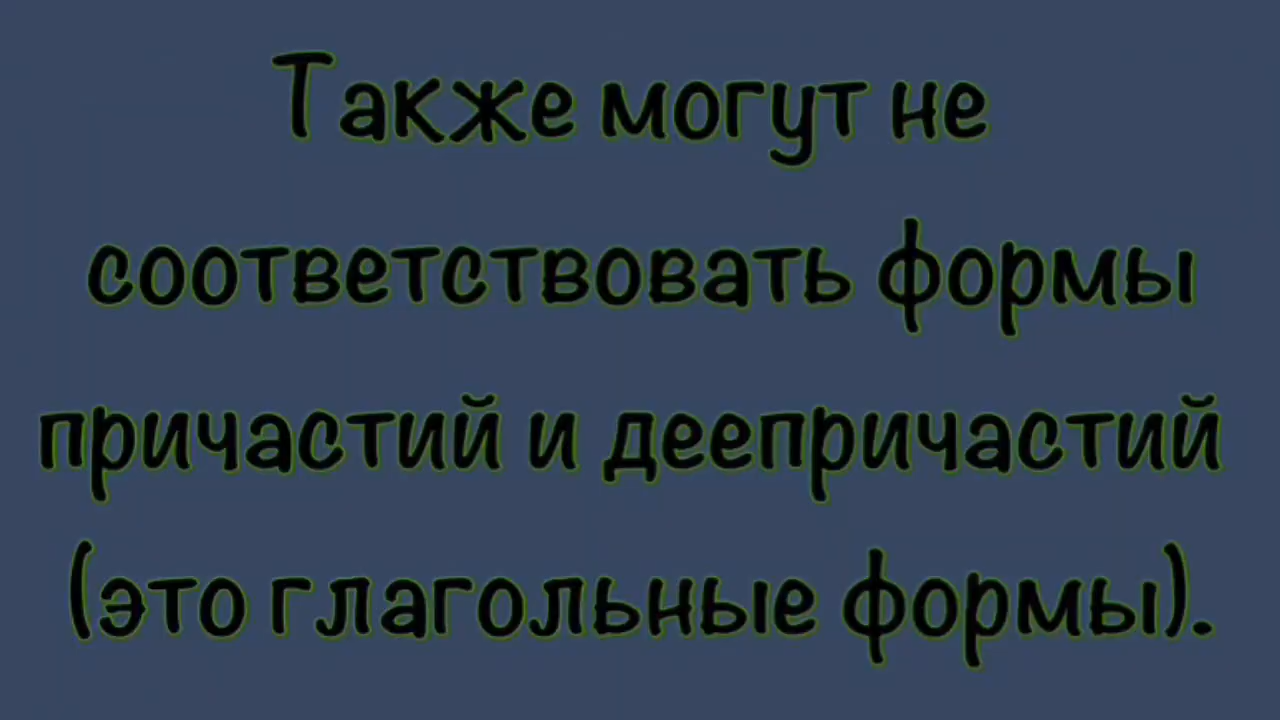 Также могут не
соответствовать формы
причастий и деепричастий
(это глагольные формы).